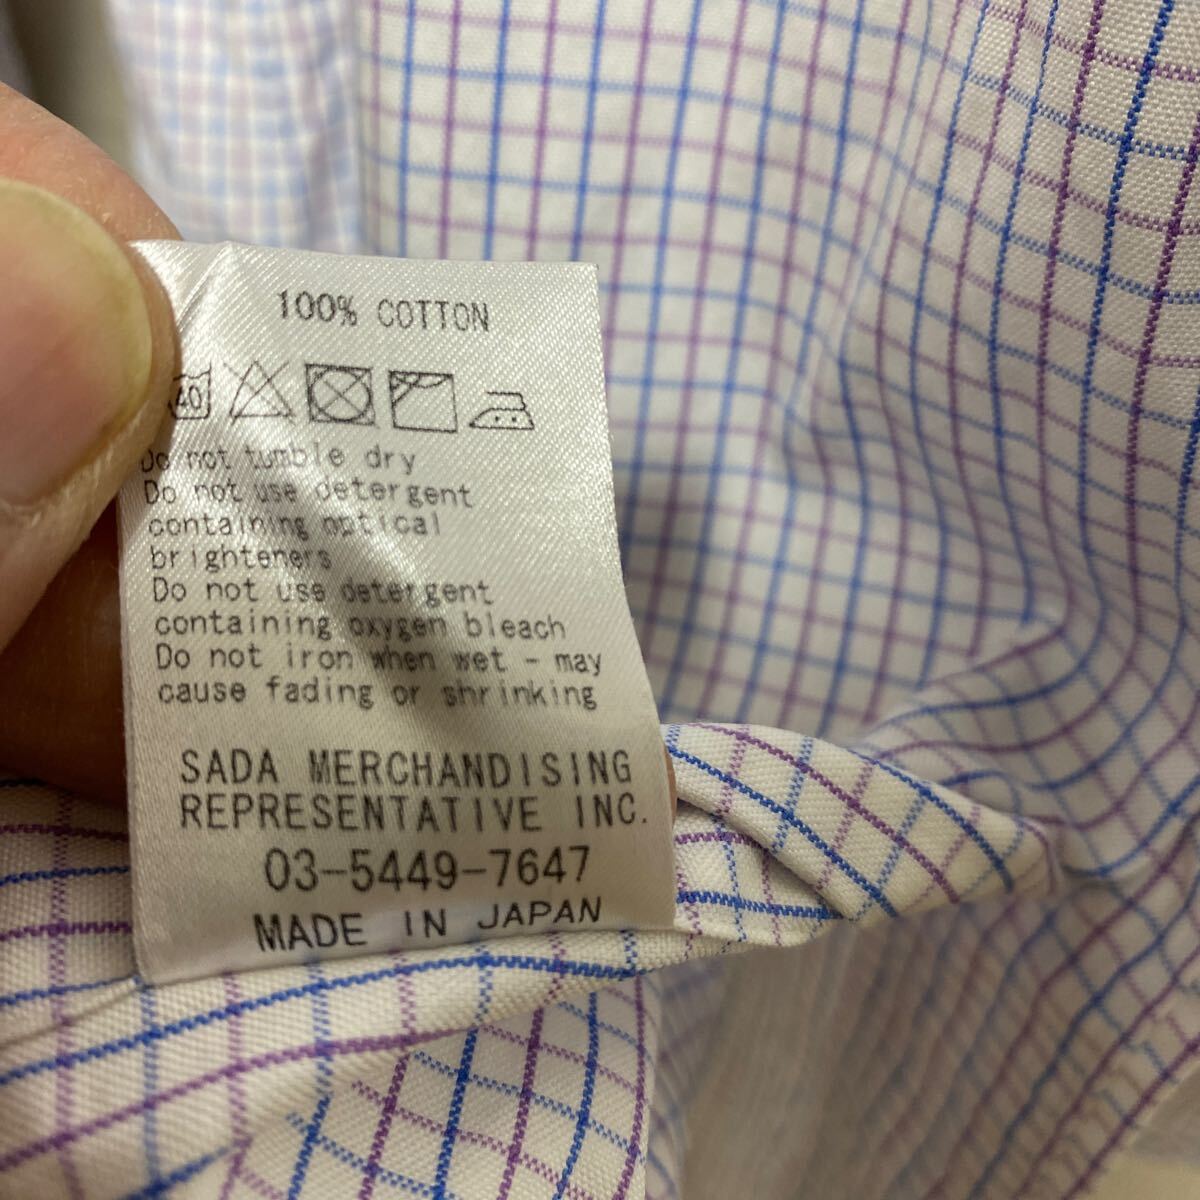 100% COTTON
40
Do not tumble dry
Do not use detergent
containing optical
brighteners
Do not use detergent
containing oxygen bleach
Do not iron when wet - may
cause fading or shrinking
SADA MERCHANDISING
REPRESENTATIVE INC.
03-5449-7647
MADE IN JAPAN